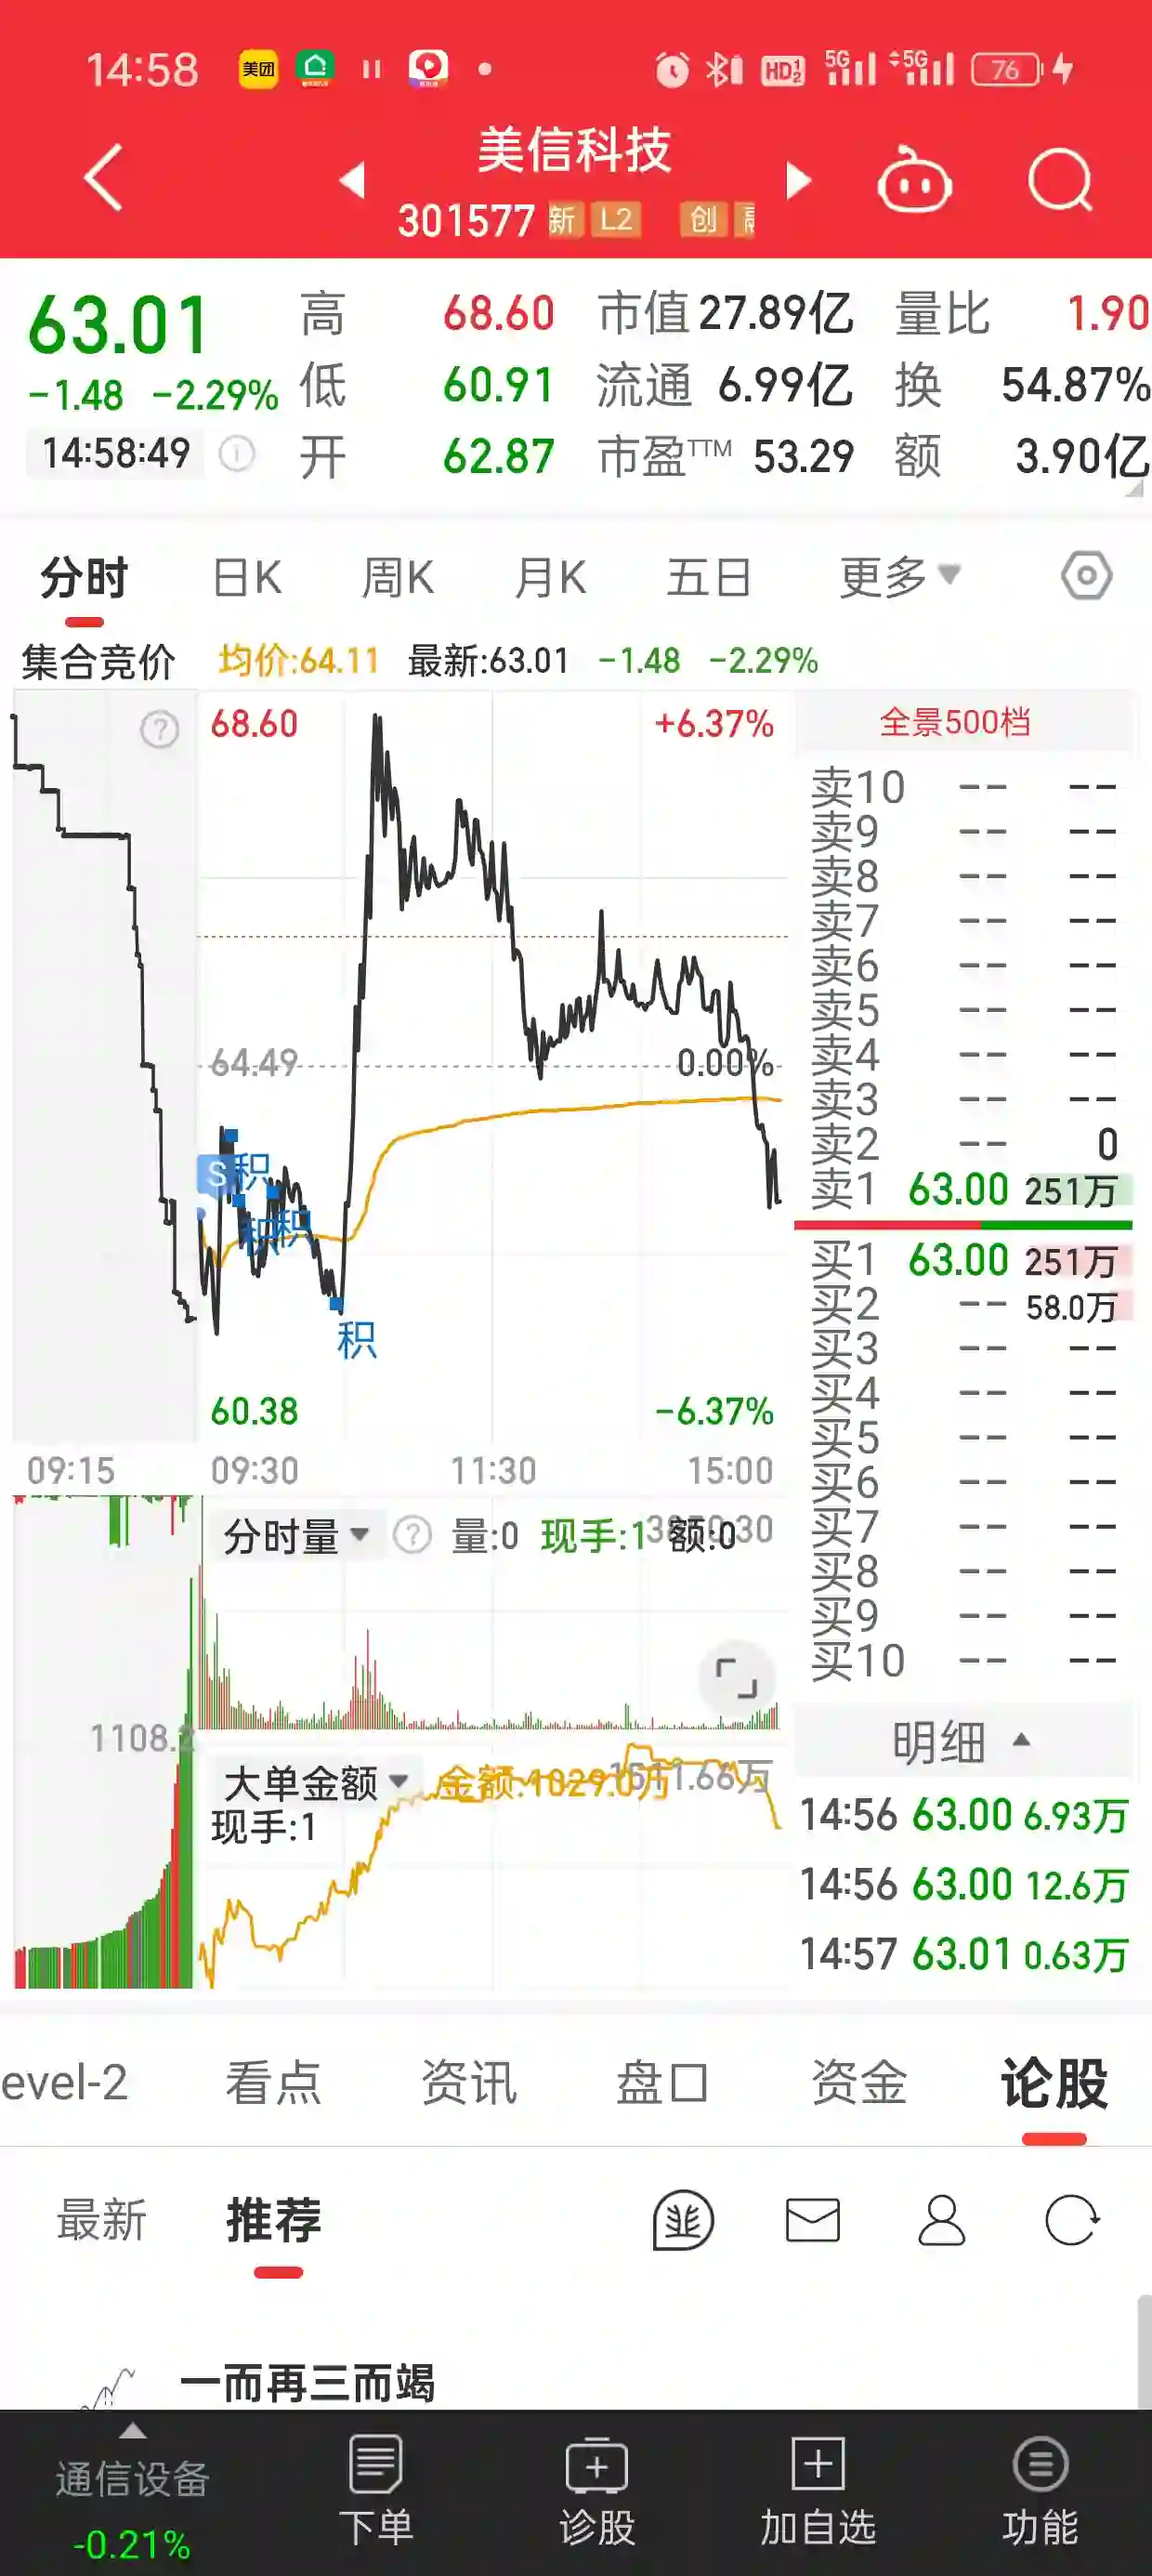 14:58 美团 HD 1 2 5G 5G 76
美信科技
301577 新 L2 创
63.01 高 68.60 市值 27.89亿 量比 1.90
-1.48 -2.29% 低 60.91 流通 6.99亿 换 54.87%
14:58:49 开 62.87 市盈TTM 53.29 额 3.90亿
分时 日K 周K 月K 五日 更多
集合竞价 均价:64.11 最新:63.01 -1.48 -2.29%
68.60 +6.37%
64.49 0.00%
S 积
积 积
积
60.38 -6.37%
09:15 09:30 11:30 15:00
分时量 ? 量:0 现手:1 额:0
1108.2
大单金额 金额:1029.0万 1511.66万
现手:1
全景500档
卖10 -- --
卖9 -- --
卖8 -- --
卖7 -- --
卖6 -- --
卖5 -- --
卖4 -- --
卖3 -- --
卖2 -- 0
卖1 63.00 251万
买1 63.00 251万
买2 -- 58.0万
买3 -- --
买4 -- --
买5 -- --
买6 -- --
买7 -- --
买8 -- --
买9 -- --
买10 -- --
明细
14:56 63.00 6.93万
14:56 63.00 12.6万
14:57 63.01 0.63万
evel-2 看点 资讯 盘口 资金 论股
最新 推荐
一而再三而竭
通信设备 下单 诊股 加自选 功能
-0.21%